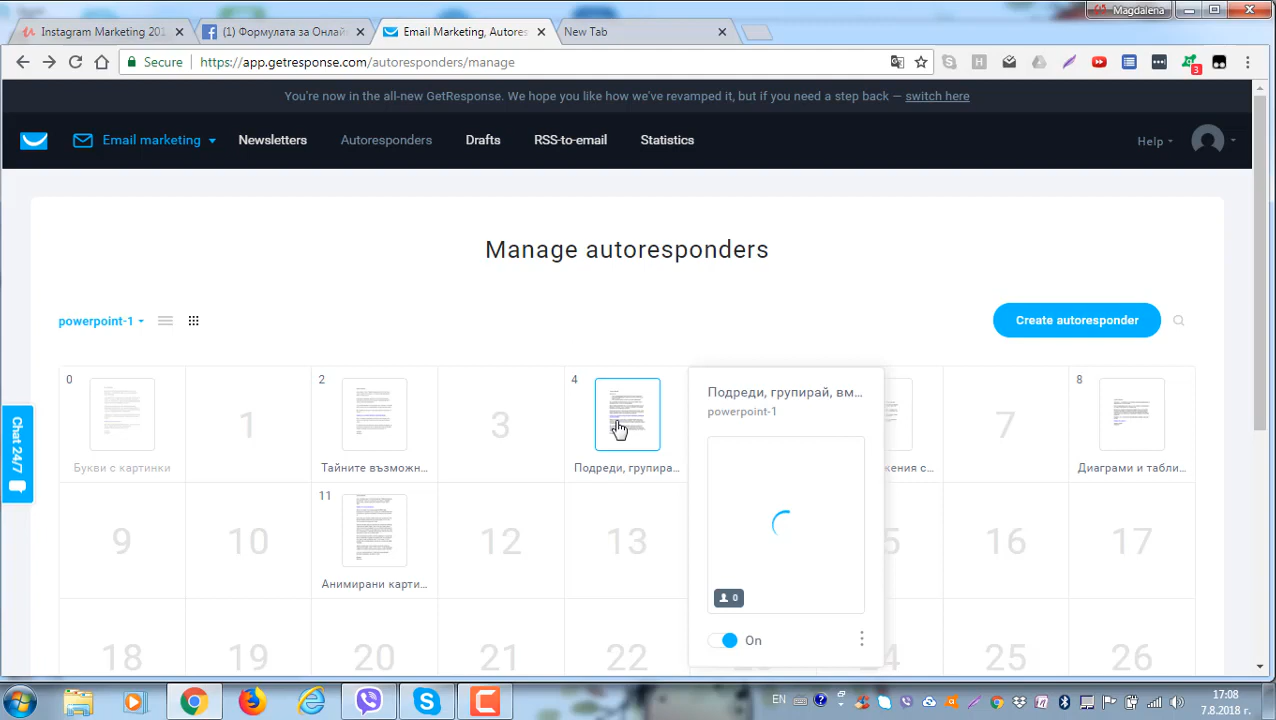 Magdalena
Instagram Marketing 201
(1) Формулата за Онлай
Email Marketing, Autores
New Tab
Secure
https://app.getresponse.com/autoresponders/manage
3
You're now in the all-new GetResponse. We hope you like how we've revamped it, but if you need a step back — switch here
Email marketing
Newsletters
Autoresponders
Drafts
RSS-to-email
Statistics
Help
Manage autoresponders
powerpoint-1
Create autoresponder
0
Букви с картинки
1
2
Тайните възможн...
3
4
Подреди, групира...
Подреди, групирай, вм...
powerpoint-1
0
On
жения с...
7
8
Диаграми и табли...
Chat 24/7
9
10
11
Анимирани карти...
12
13
5
16
17
18
19
20
21
22
24
25
26
EN
17:08
7.8.2018 г.